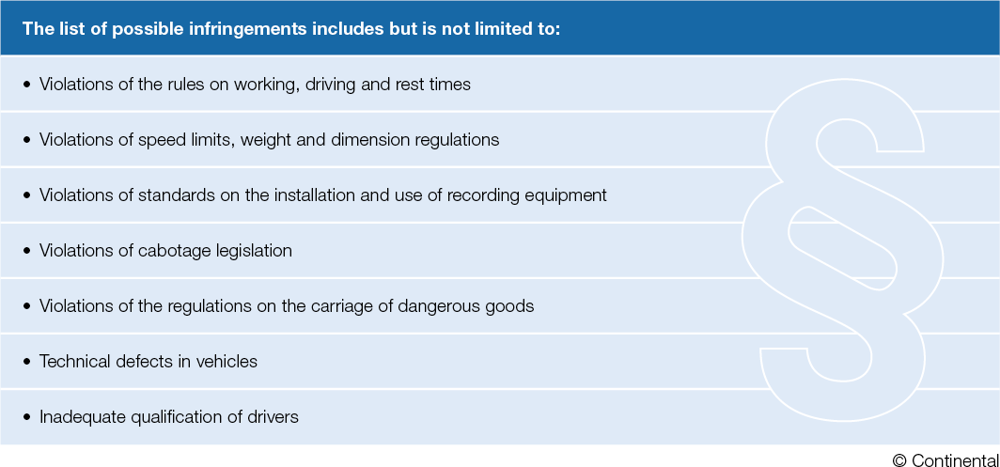 The list of possible infringements includes but is not limited to:
• Violations of the rules on working, driving and rest times
• Violations of speed limits, weight and dimension regulations
• Violations of standards on the installation and use of recording equipment
• Violations of cabotage legislation
• Violations of the regulations on the carriage of dangerous goods
• Technical defects in vehicles
• Inadequate qualification of drivers
§
© Continental